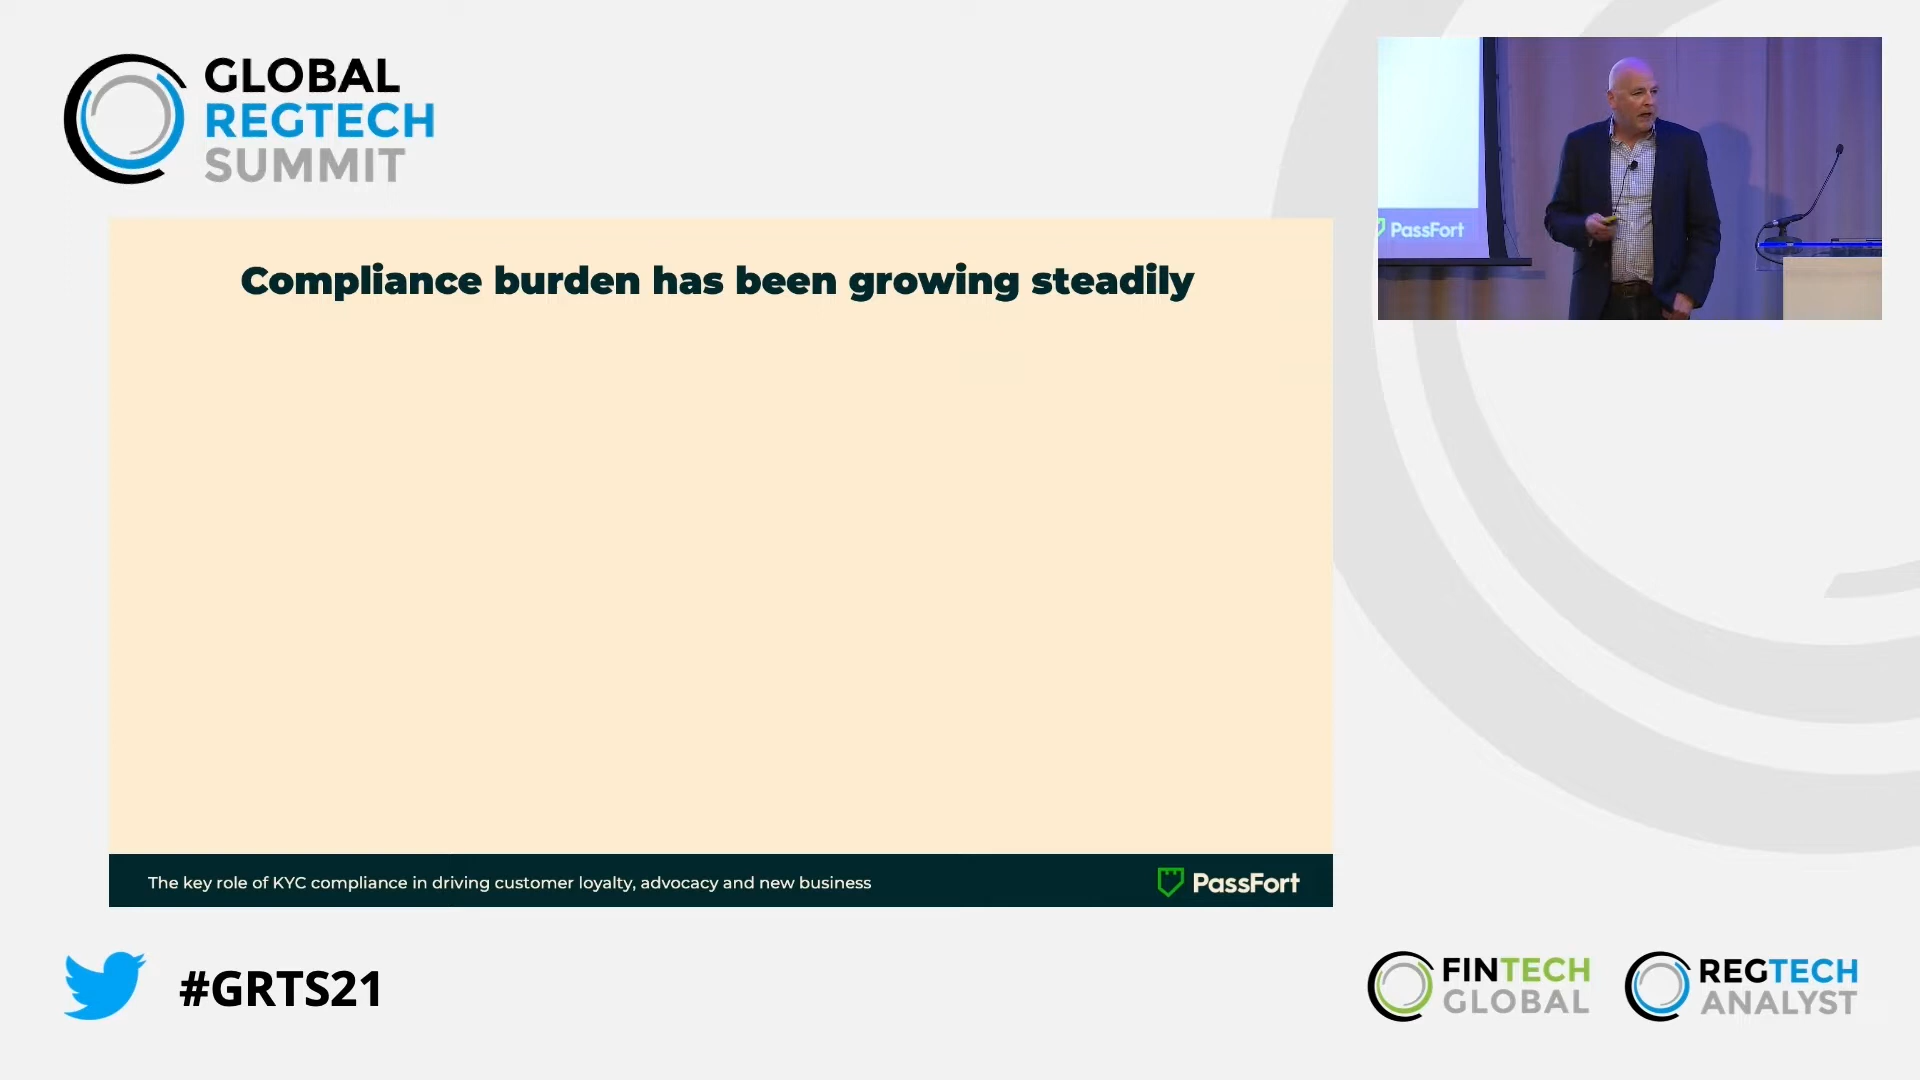 GLOBAL
REGTECH
SUMMIT
PassFort
Compliance burden has been growing steadily
The key role of KYC compliance in driving customer loyalty, advocacy and new business
PassFort
#GRTS21
FINTECH
GLOBAL
REGTECH
ANALYST